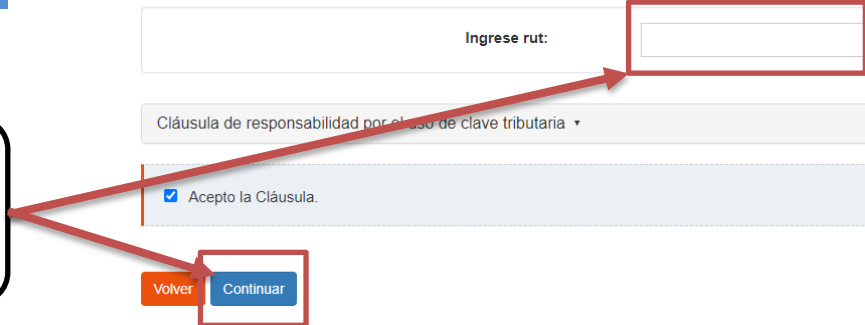 Ingrese rut:
Cláusula de responsabilidad por el uso de clave tributaria ▾
Acepto la Cláusula.
Volver
Continuar